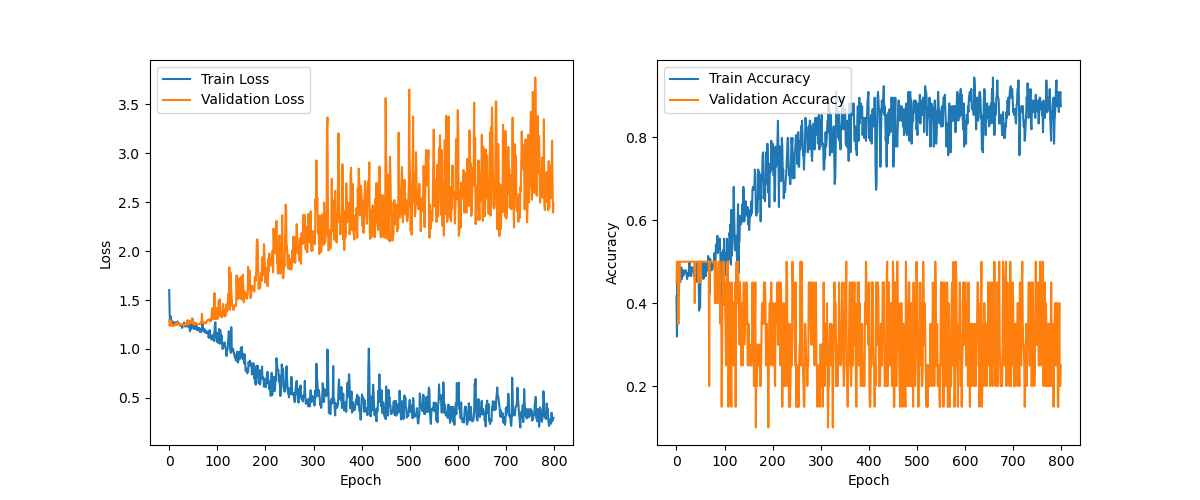 Train Loss
Validation Loss
3.5
3.0
2.5
2.0
1.5
1.0
0.5
Loss
0 100 200 300 400 500 600 700 800
Epoch
Train Accuracy
Validation Accuracy
0.8
0.6
0.4
0.2
Accuracy
0 100 200 300 400 500 600 700 800
Epoch